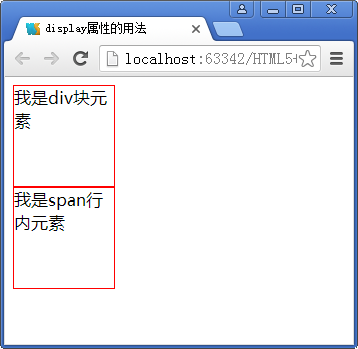 display属性的用法
localhost:63342/HTML5
我是div块元
素
我是span行
内元素